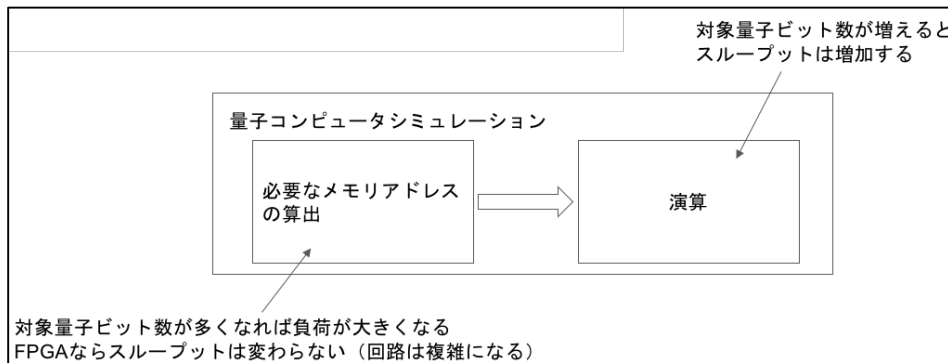 対象量子ビット数が増えると
スループットは増加する
量子コンピュータシミュレーション
必要なメモリアドレス
の算出
演算
対象量子ビット数が多くなれば負荷が大きくなる
FPGAならスループットは変わらない（回路は複雑になる）